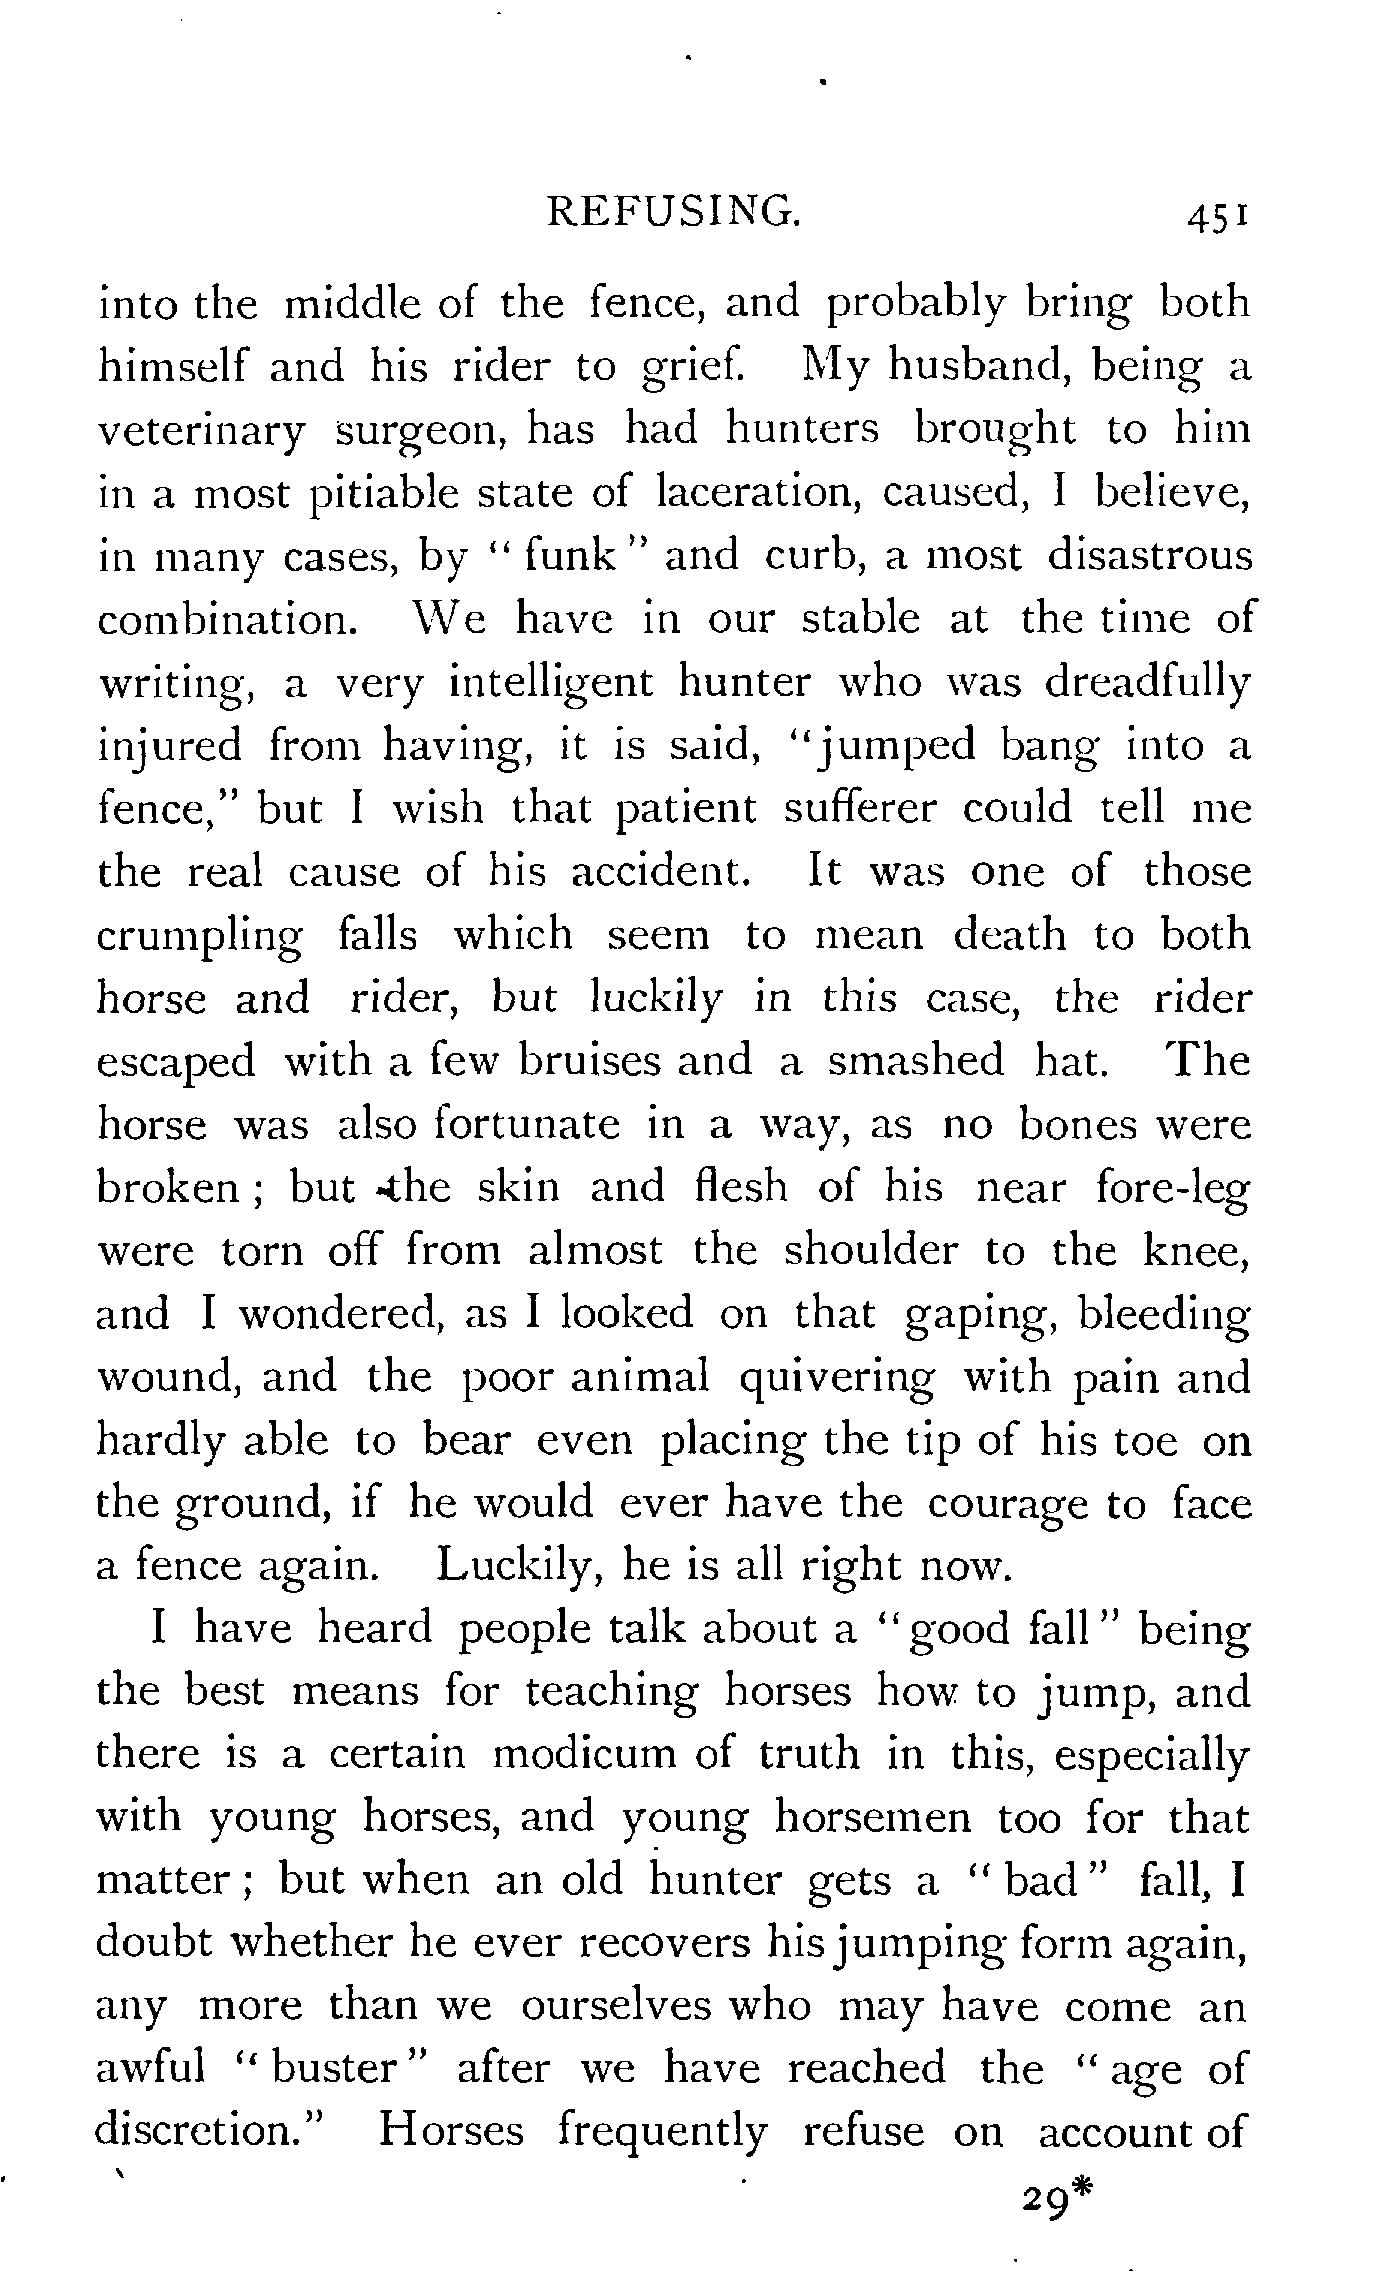 REFUSING. 451
into the middle of the fence, and probably bring both
himself and his rider to grief. My husband, being a
veterinary surgeon, has had hunters brought to him
in a most pitiable state of laceration, caused, I believe,
in many cases, by " funk " and curb, a most disastrous
combination. We have in our stable at the time of
writing, a very intelligent hunter who was dreadfully
injured from having, it is said, "jumped bang into a
fence," but I wish that patient sufferer could tell me
the real cause of his accident. It was one of those
crumpling falls which seem to mean death to both
horse and rider, but luckily in this case, the rider
escaped with a few bruises and a smashed hat. The
horse was also fortunate in a way, as no bones were
broken ; but the skin and flesh of his near fore-leg
were torn off from almost the shoulder to the knee,
and I wondered, as I looked on that gaping, bleeding
wound, and the poor animal quivering with pain and
hardly able to bear even placing the tip of his toe on
the ground, if he would ever have the courage to face
a fence again. Luckily, he is all right now.
I have heard people talk about a "good fall" being
the best means for teaching horses how to jump, and
there is a certain modicum of truth in this, especially
with young horses, and young horsemen too for that
matter ; but when an old hunter gets a " bad" fall, I
doubt whether he ever recovers his jumping form again,
any more than we ourselves who may have come an
awful " buster" after we have reached the " age of
discretion." Horses frequently refuse on account of
29*